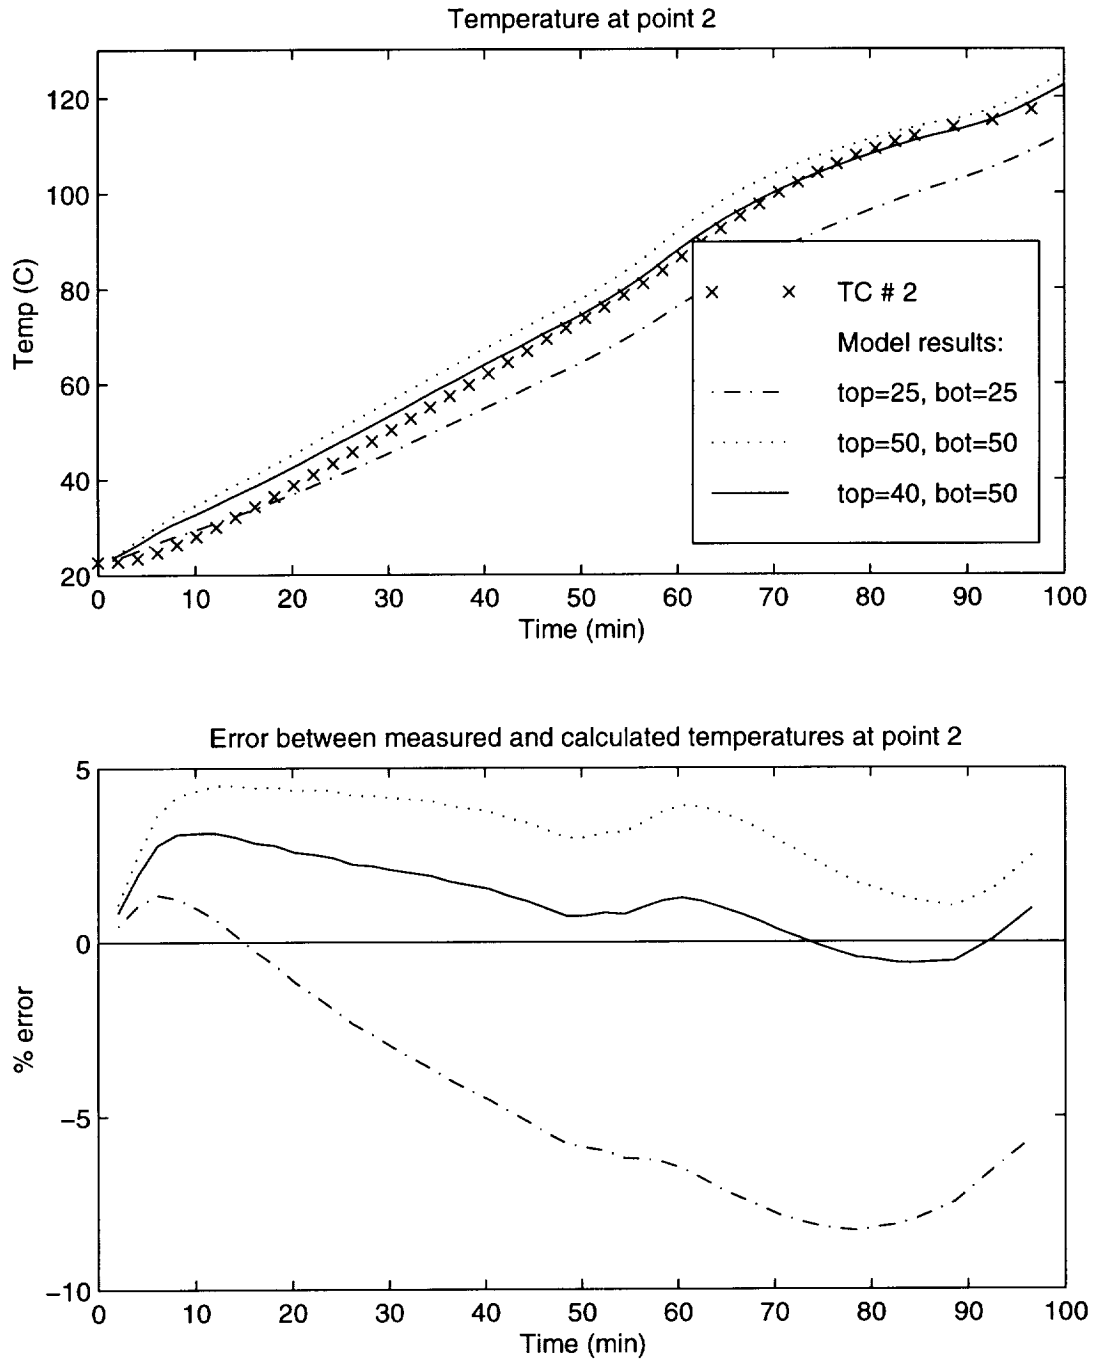 Temperature at point 2
120
100
80
60
40
20
Temp (C)
0 10 20 30 40 50 60 70 80 90 100
Time (min)
TC # 2
Model results:
top=25, bot=25
top=50, bot=50
top=40, bot=50
Error between measured and calculated temperatures at point 2
5
0
−5
−10
% error
0 10 20 30 40 50 60 70 80 90 100
Time (min)